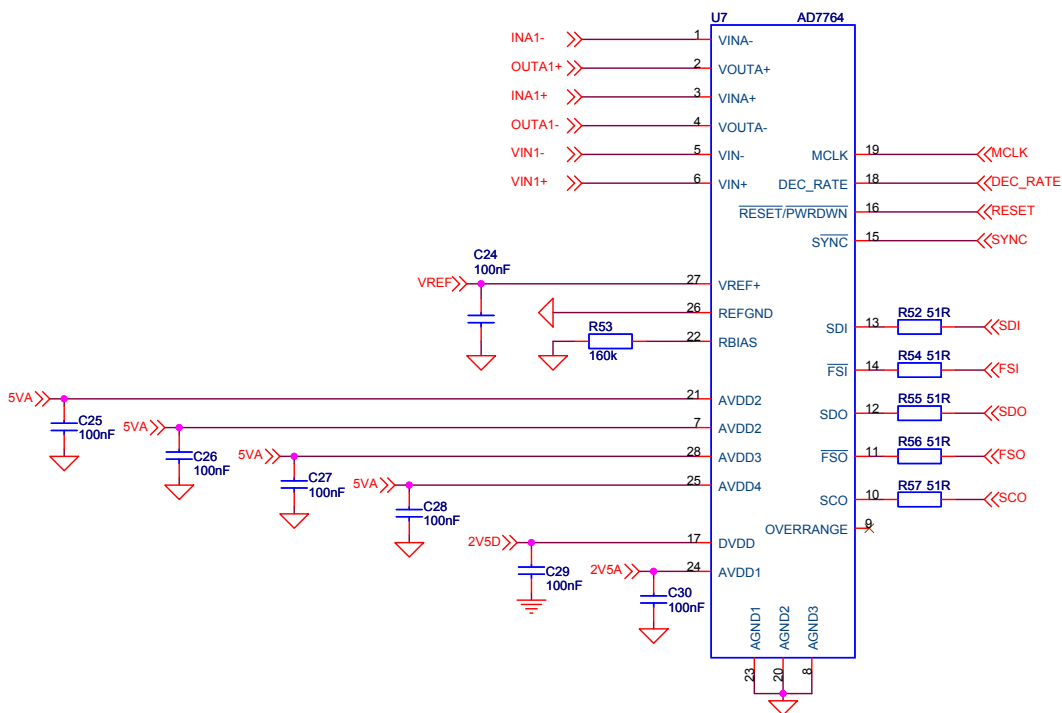 U7 AD7764
INA1- 1 VINA-
OUTA1+ 2 VOUTA+
INA1+ 3 VINA+
OUTA1- 4 VOUTA-
VIN1- 5 VIN- MCLK 19 MCLK
VIN1+ 6 VIN+ DEC_RATE 18 DEC_RATE
RESET/PWRDWN 16 RESET
SYNC 15 SYNC
C24
100nF
VREF 27 VREF+
26 REFGND
R53
160k
22 RBIAS
SDI 13 R52 51R SDI
FSI 14 R54 51R FSI
SDO 12 R55 51R SDO
FSO 11 R56 51R FSO
SCO 10 R57 51R SCO
OVERRANGE 9
5VA 21 AVDD2
C25
100nF
5VA 7 AVDD2
C26
100nF
5VA 28 AVDD3
C27
100nF
5VA 25 AVDD4
C28
100nF
2V5D 17 DVDD
C29
100nF
2V5A 24 AVDD1
C30
100nF
AGND1 AGND2 AGND3
23 20 8